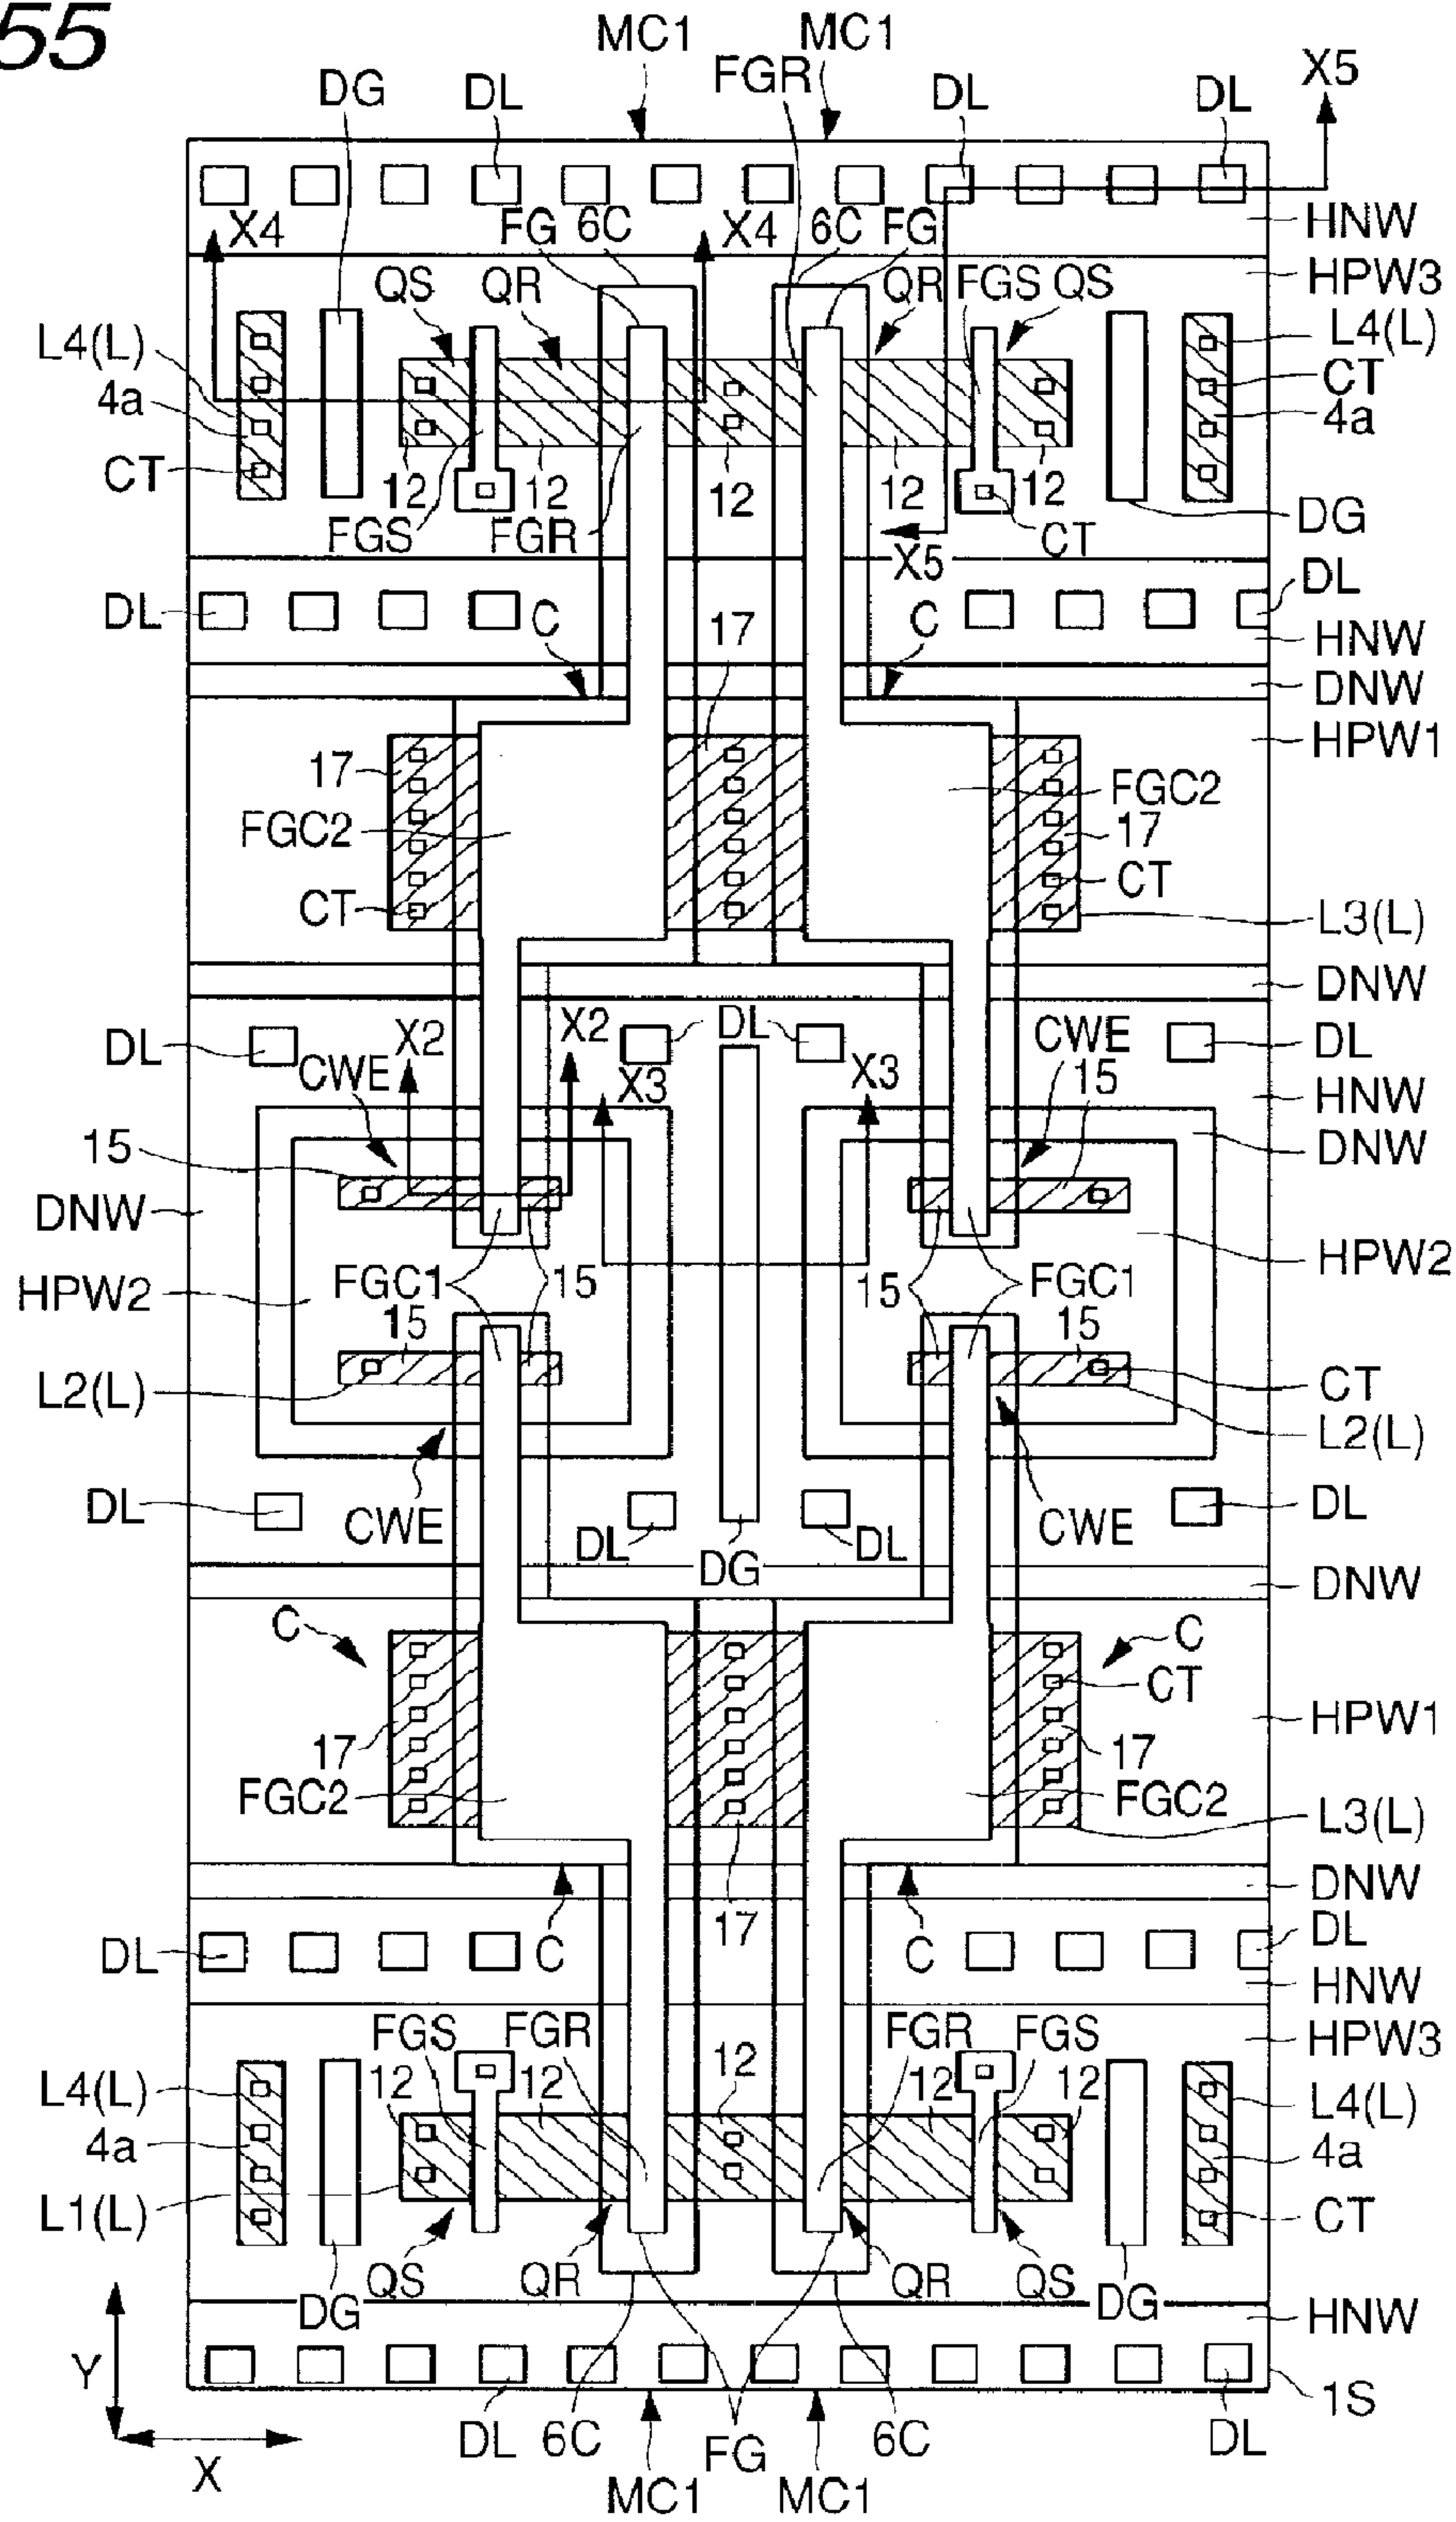 55
MC1 MC1
FGR
X5
DG DL DL DL
X4 FG 6C X4 6C FG HNW
HPW3
QS QR QR FGS QS
L4(L) L4(L)
4a CT
4a
CT 12 12 12 12 12
DG
FGS FGR CT
X5
DL DL
C 17 C HNW
DNW
HPW1
17 FGC2
FGC2 17
CT CT
L3(L)
DNW
DL X2 X2 DL CWE DL
CWE X3 X3 15 HNW
15 DNW
DNW
HPW2
HPW2 FGC1 15 15 FGC1
15 15
L2(L) CT
L2(L)
DL DL
CWE DL DL CWE
DG
DNW
C C
CT
HPW1
17 17
FGC2 FGC2
L3(L)
DNW
17
DL C C DL
HNW
FGS FGR FGR FGS HPW3
12 12 12 12 12
L4(L) L4(L)
4a 4a
L1(L) CT
QS QR QR QS
DG DG HNW
Y
1S
DL 6C FG 6C DL
X
MC1 MC1